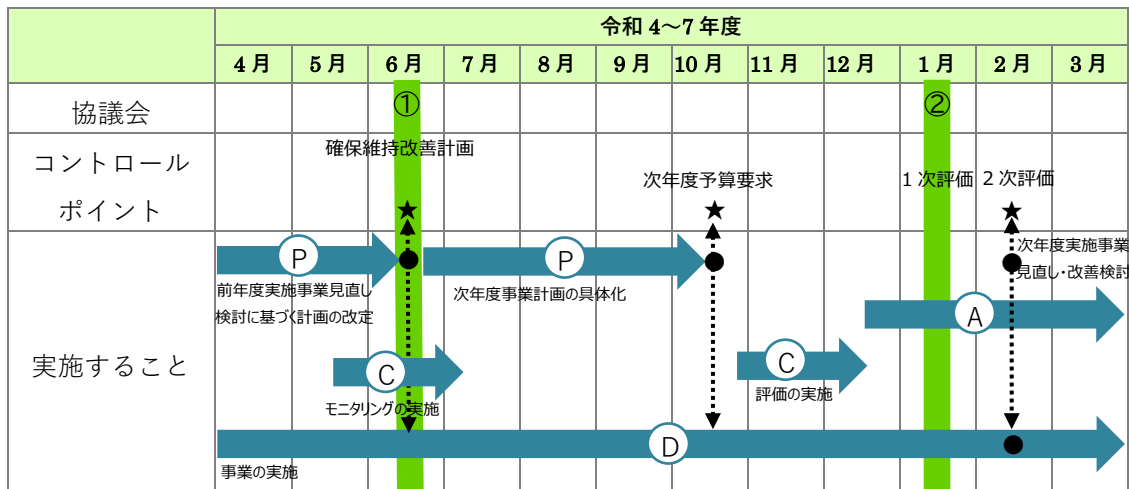 令和 4～7 年度
4 月 5 月 6 月 7 月 8 月 9 月 10 月 11 月 12 月 1 月 2 月 3 月
協議会
① ②
コントロール
ポイント
確保維持改善計画
次年度予算要求
1 次評価 2 次評価
★ ★ ★
実施すること
P
前年度実施事業見直し
検討に基づく計画の改定
P
次年度事業計画の具体化
次年度実施事業
見直し・改善検討
A
C
モニタリングの実施
C
評価の実施
D
事業の実施